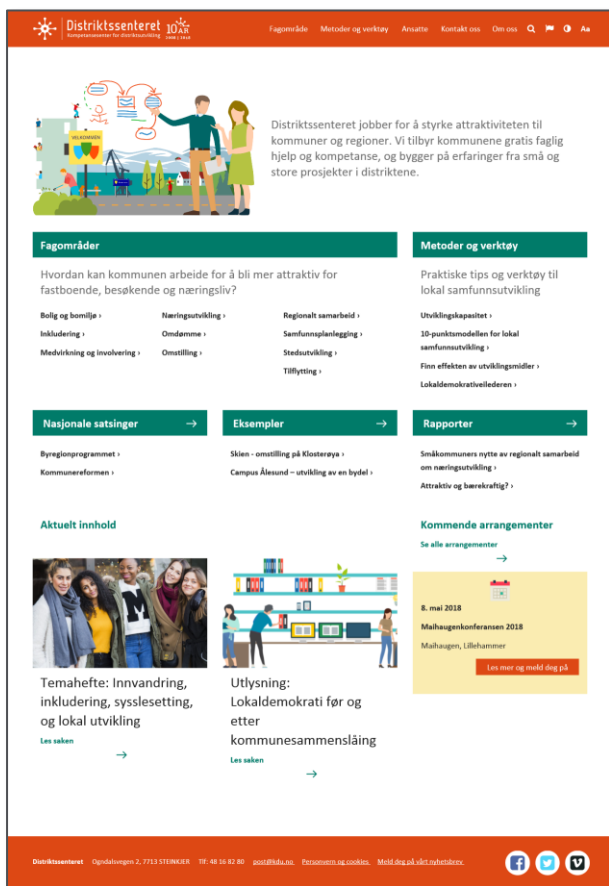 Distriktssenteret
Kompetansesenter for distriktsutvikling
10 ÅR
2008 | 2018
Fagområde Metoder og verktøy Ansatte Kontakt oss Om oss Aa
VELKOMMEN
Distriktssenteret jobber for å styrke attraktiviteten til
kommuner og regioner. Vi tilbyr kommunene gratis faglig
hjelp og kompetanse, og bygger på erfaringer fra små og
store prosjekter i distriktene.
Fagområder
Hvordan kan kommunen arbeide for å bli mer attraktiv for
fastboende, besøkende og næringsliv?
Bolig og bomiljø ›
Inkludering ›
Medvirkning og involvering ›
Næringsutvikling ›
Omdømme ›
Omstilling ›
Regionalt samarbeid ›
Samfunnsplanlegging ›
Stedsutvikling ›
Tilflytting ›
Metoder og verktøy
Praktiske tips og verktøy til
lokal samfunnsutvikling
Utviklingskapasitet ›
10-punktsmodellen for lokal
samfunnsutvikling ›
Finn effekten av utviklingsmidler ›
Lokaldemokrativeilederen ›
Nasjonale satsinger →
Byregionprogrammet ›
Kommunereformen ›
Eksempler →
Skien - omstilling på Klosterøya ›
Campus Ålesund – utvikling av en bydel ›
Rapporter →
Småkommuners nytte av regionalt samarbeid
om næringsutvikling ›
Attraktiv og bærekraftig? ›
Aktuelt innhold
M
Temahefte: Innvandring,
inkludering, sysslesetting,
og lokal utvikling
Les saken
→
Utlysning:
Lokaldemokrati før og
etter
kommunesammenslåing
Les saken
→
Kommende arrangementer
Se alle arrangementer
→
8. mai 2018
Maihaugenkonferansen 2018
Maihaugen, Lillehammer
Les mer og meld deg på
Distriktssenteret Ogndalsvegen 2, 7713 STEINKJER Tlf: 48 16 82 80 post@kdu.no Personvern og cookies Meld deg på vårt nyhetsbrev